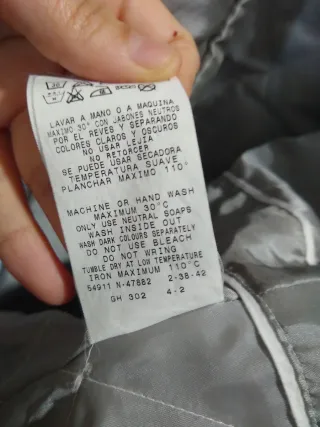 LAVAR A MANO O A MAQUINA
MAXIMO 30° CON JABONES NEUTROS
POR EL REVES Y SEPARANDO
COLORES CLAROS Y OSCUROS
NO USAR LEJIA
NO RETORCER
SE PUEDE USAR SECADORA
TEMPERATURA SUAVE
PLANCHAR MAXIMO 110°
MACHINE OR HAND WASH
MAXIMUM 30°C
ONLY USE NEUTRAL SOAPS
WASH INSIDE OUT
WASH DARK COLOURS SEPARATELY
DO NOT USE BLEACH
DO NOT WRING
TUMBLE DRY AT LOW TEMPERATURE
IRON MAXIMUM 110°C
54911 N-47882 2-38-42
GH 302 4-2